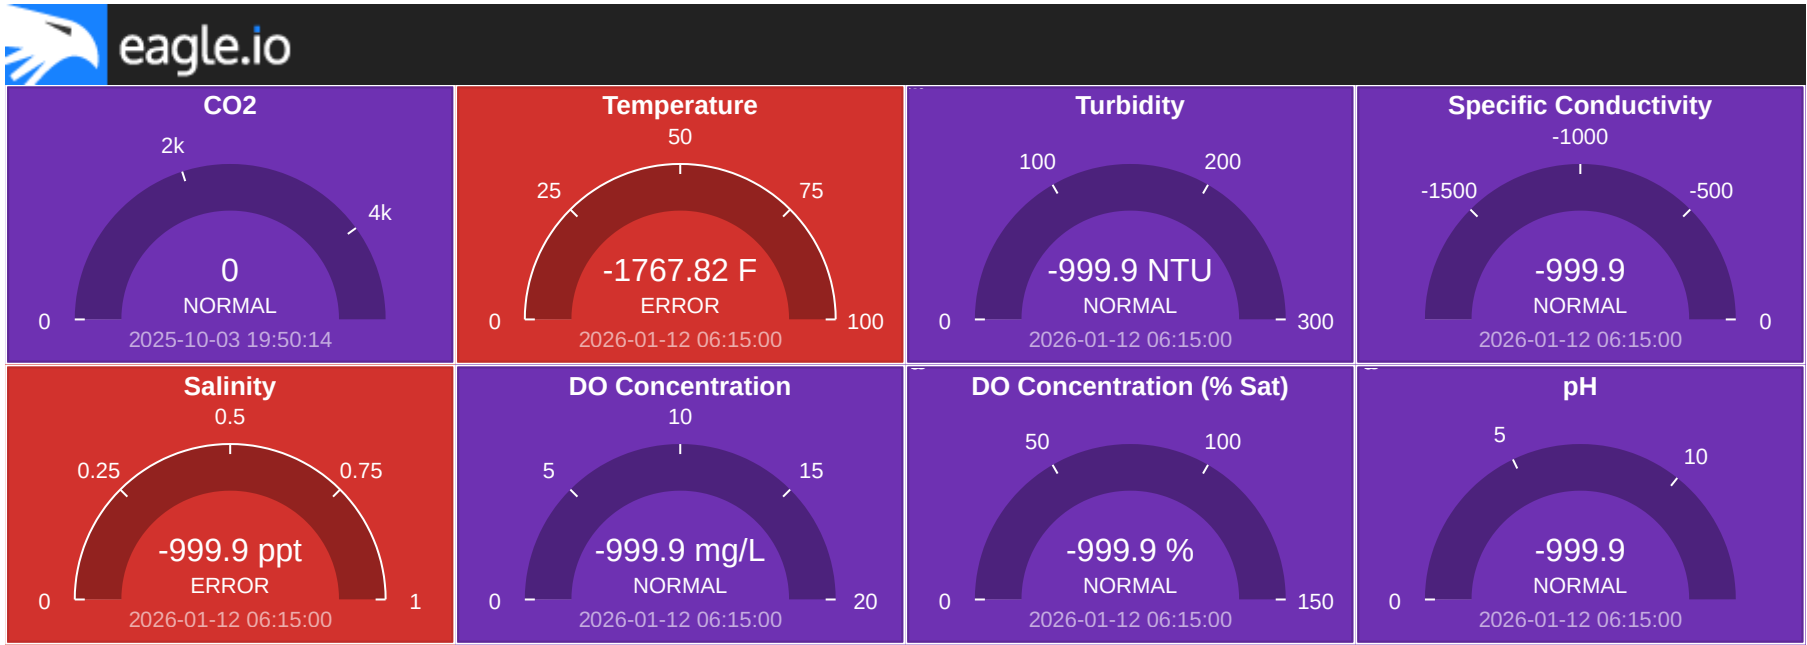 eagle.io
CO2
2k
4k
0
0
NORMAL
2025-10-03 19:50:14
Temperature
50
25
75
-1767.82 F
ERROR
0
100
2026-01-12 06:15:00
Turbidity
100
200
-999.9 NTU
NORMAL
0
300
2026-01-12 06:15:00
Specific Conductivity
-1000
-1500
-500
-999.9
NORMAL
0
2026-01-12 06:15:00
Salinity
0.5
0.25
0.75
-999.9 ppt
ERROR
0
1
2026-01-12 06:15:00
DO Concentration
10
5
15
-999.9 mg/L
NORMAL
0
20
2026-01-12 06:15:00
DO Concentration (% Sat)
50
100
-999.9 %
NORMAL
0
150
2026-01-12 06:15:00
pH
5
10
-999.9
NORMAL
0
2026-01-12 06:15:00